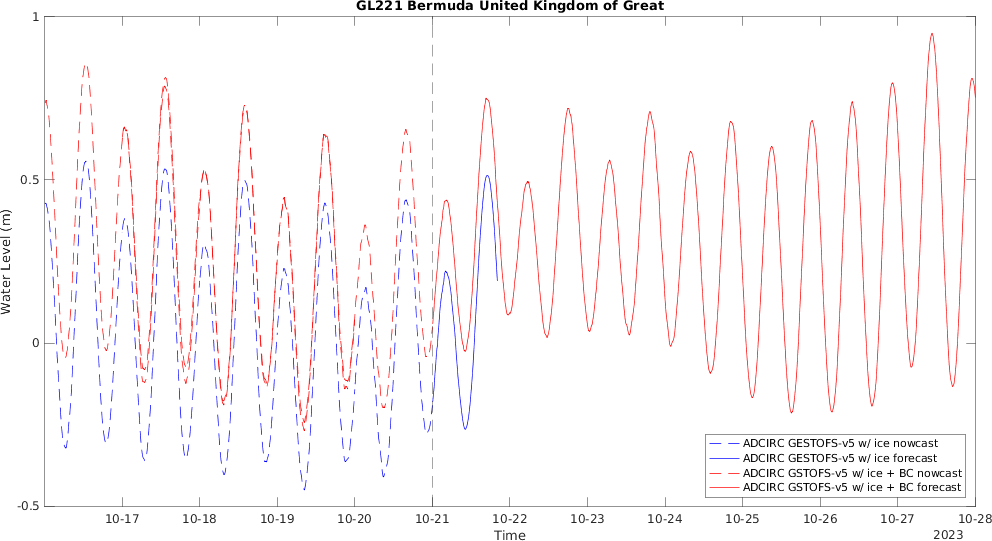 GL221 Bermuda United Kingdom of Great
1
0.5
0
-0.5
Water Level (m)
ADCIRC GESTOFS-v5 w/ ice nowcast
ADCIRC GESTOFS-v5 w/ ice forecast
ADCIRC GSTOFS-v5 w/ ice + BC nowcast
ADCIRC GSTOFS-v5 w/ ice + BC forecast
10-17 10-18 10-19 10-20 10-21 10-22 10-23 10-24 10-25 10-26 10-27 10-28
Time
2023